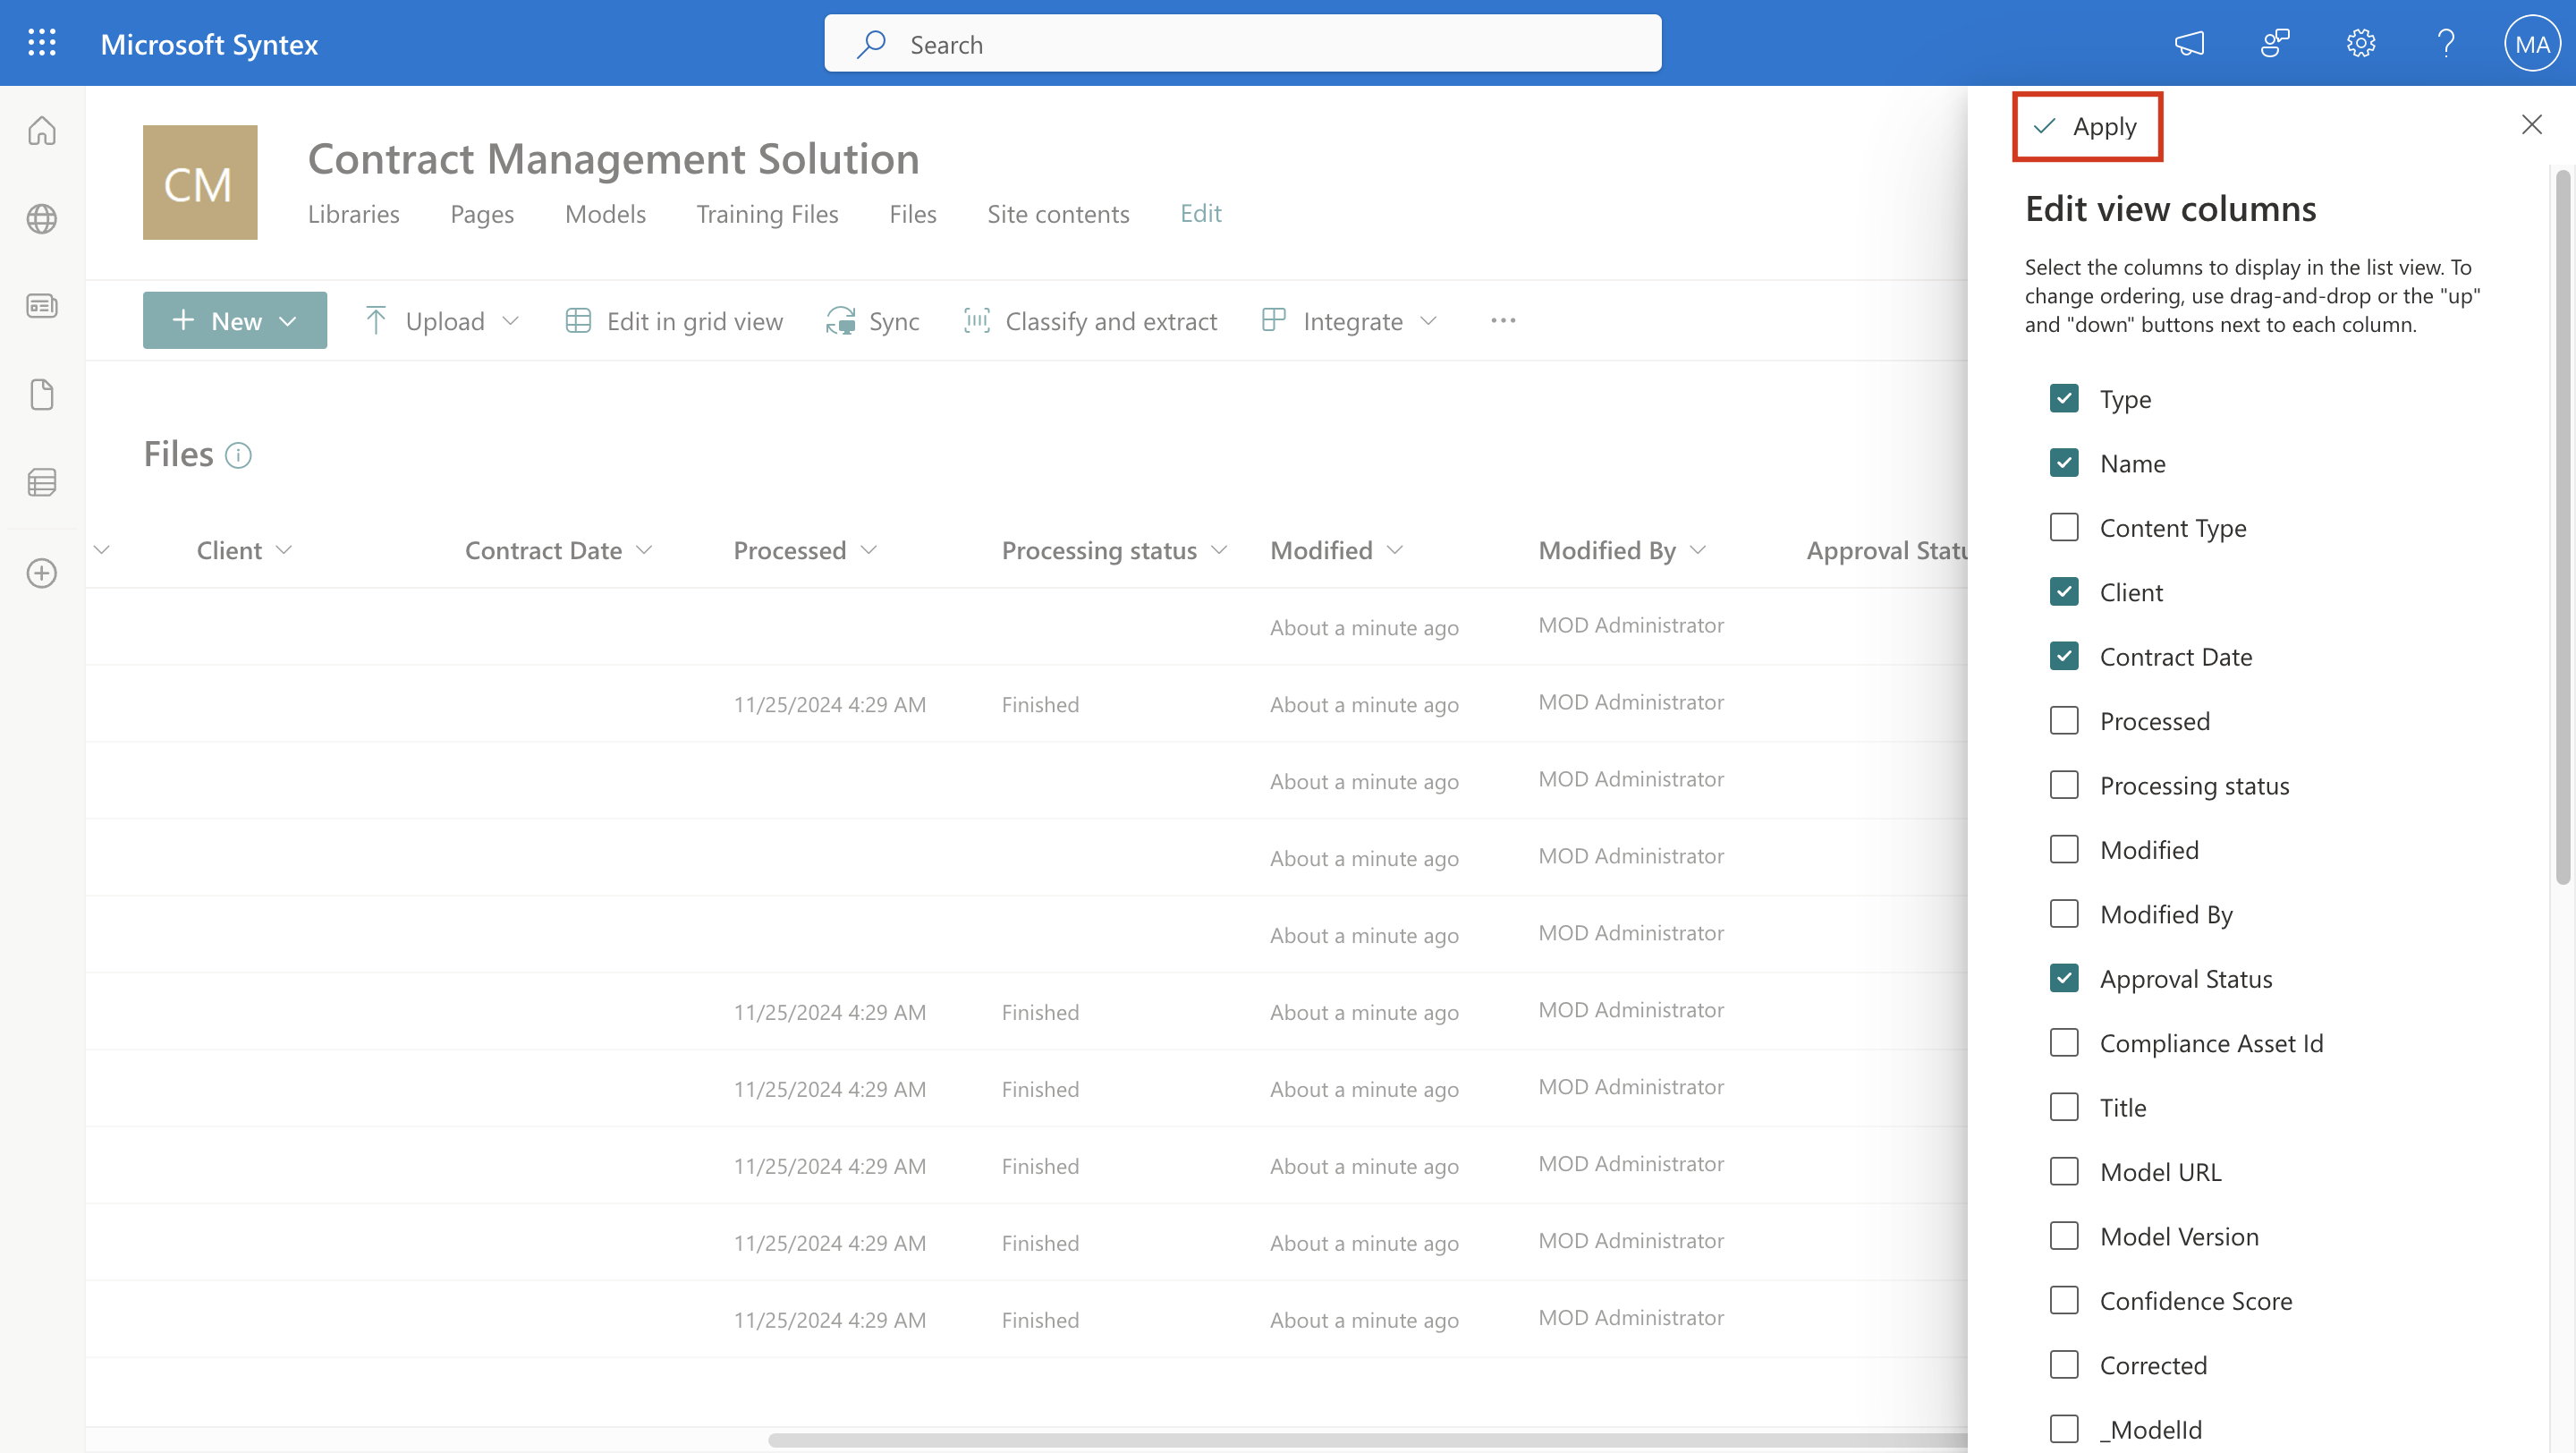 Microsoft Syntex
Search
MA
CM
Contract Management Solution
Libraries Pages Models Training Files Files Site contents Edit
New Upload Edit in grid view Sync Classify and extract Integrate
Files
Client Contract Date Processed Processing status Modified Modified By Approval Statu
About a minute ago MOD Administrator
11/25/2024 4:29 AM Finished About a minute ago MOD Administrator
About a minute ago MOD Administrator
About a minute ago MOD Administrator
About a minute ago MOD Administrator
11/25/2024 4:29 AM Finished About a minute ago MOD Administrator
11/25/2024 4:29 AM Finished About a minute ago MOD Administrator
11/25/2024 4:29 AM Finished About a minute ago MOD Administrator
11/25/2024 4:29 AM Finished About a minute ago MOD Administrator
11/25/2024 4:29 AM Finished About a minute ago MOD Administrator
Apply
Edit view columns
Select the columns to display in the list view. To
change ordering, use drag-and-drop or the "up"
and "down" buttons next to each column.
Type
Name
Content Type
Client
Contract Date
Processed
Processing status
Modified
Modified By
Approval Status
Compliance Asset Id
Title
Model URL
Model Version
Confidence Score
Corrected
_ModelId